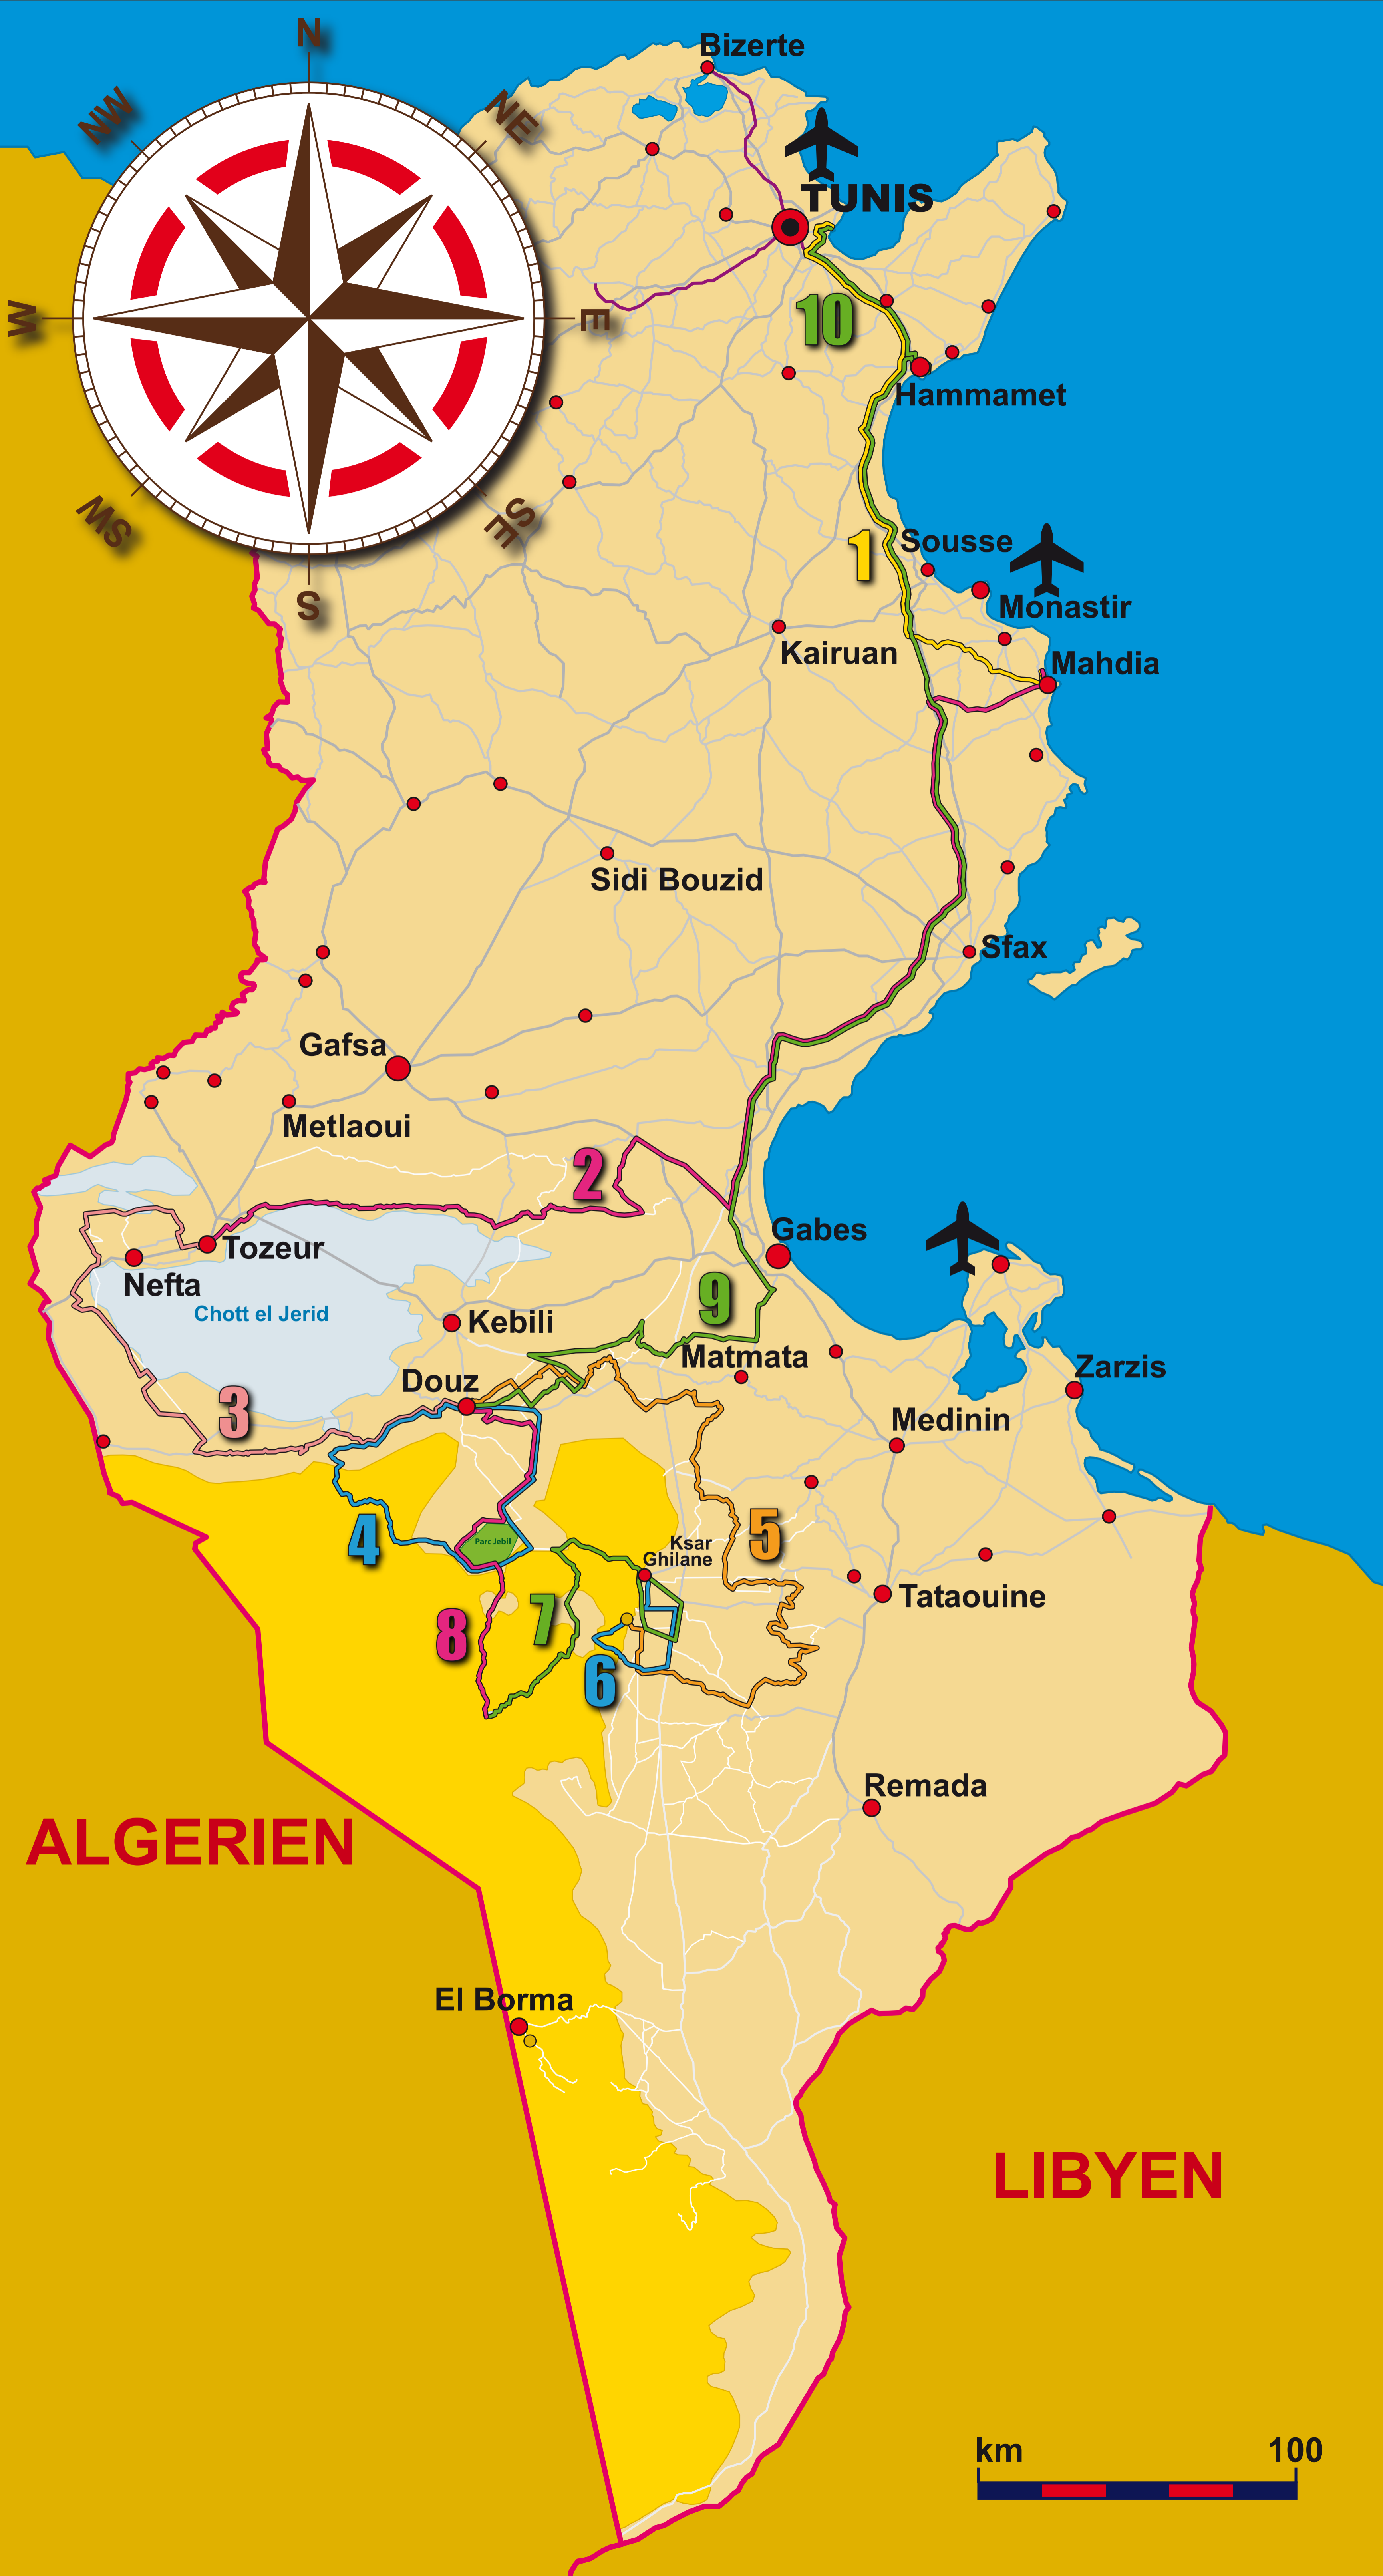 N
NW
NE
W
E
SW
SE
S
Bizerte
TUNIS
10
Hammamet
1
Sousse
Monastir
Kairuan
Mahdia
Sidi Bouzid
Sfax
Gafsa
Metlaoui
2
Gabes
Tozeur
Nefta
Chott el Jerid
9
Kebili
Matmata
Zarzis
Douz
3
Medinin
4
5
Parc Jebil
Ksar
Ghilane
Tataouine
7
8
6
Remada
ALGERIEN
El Borma
LIBYEN
km 100